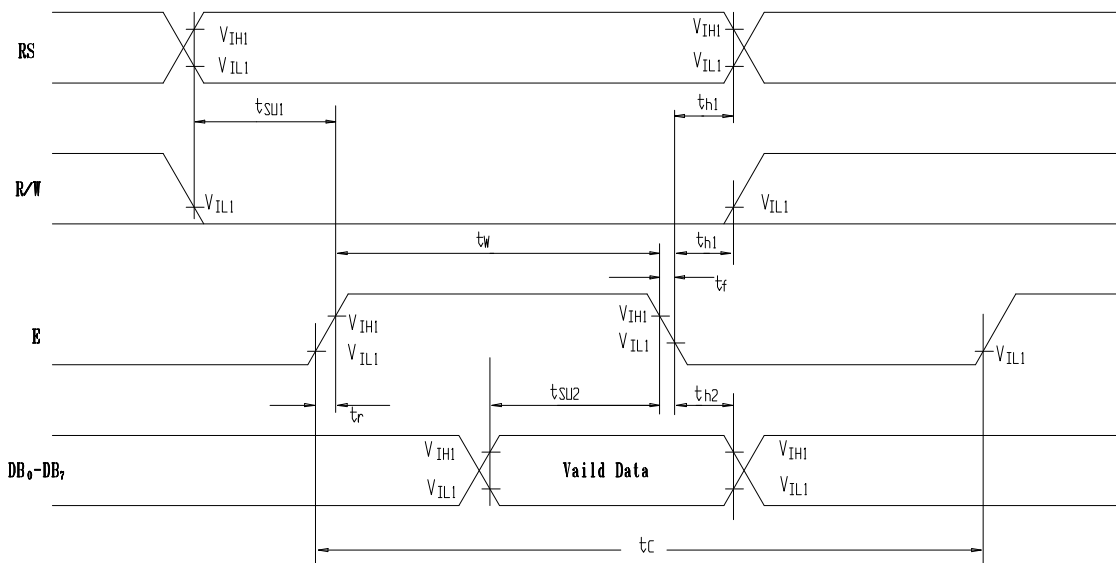 RS
VIH1
VIL1
VIH1
VIL1
tSU1
th1
R/W
VIL1
VIL1
tW
th1
tf
E
VIH1
VIL1
VIH1
VIL1
VIL1
tSU2
th2
tr
DB0-DB7
VIH1
VIL1
Vaild Data
VIH1
VIL1
tC